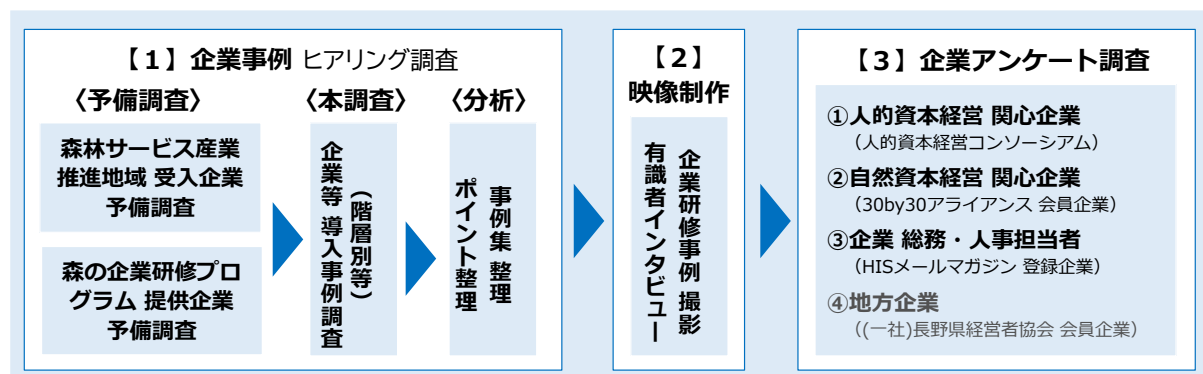 【1】企業事例 ヒアリング調査
〈予備調査〉
森林サービス産業
推進地域 受入企業
予備調査
森の企業研修プロ
グラム 提供企業
予備調査
〈本調査〉
（階層別等）
企業等 導入事例調査
〈分析〉
事例集 整理
ポイント整理
【2】
映像制作
企業研修事例 撮影
有識者インタビュー
【3】企業アンケート調査
①人的資本経営 関心企業
（人的資本経営コンソーシアム）
②自然資本経営 関心企業
（30by30アライアンス 会員企業）
③企業 総務・人事担当者
（HISメールマガジン 登録企業）
④地方企業
（(一社)長野県経営者協会 会員企業）